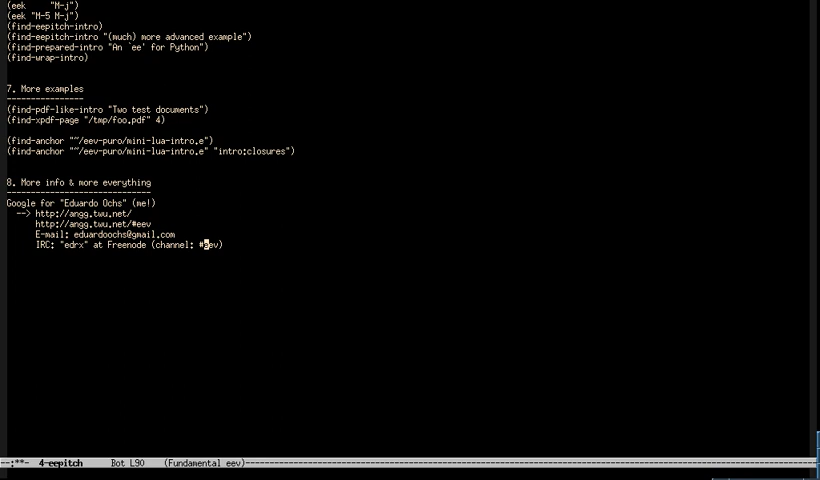 (eek     "M-j")
(eek "M-5 M-j")
(find-eepitch-intro)
(find-eepitch-intro "(much) more advanced example")
(find-prepared-intro "An `ee' for Python")
(find-wrap-intro)
7. More examples
----------------
(find-pdf-like-intro "Two test documents")
(find-xpdf-page "/tmp/foo.pdf" 4)
(find-anchor "~/eev-puro/mini-lua-intro.e")
(find-anchor "~/eev-puro/mini-lua-intro.e" "intro:closures")
8. More info & more everything
------------------------------
Google for "Eduardo Ochs" (me!)
  --> http://angg.twu.net/
      http://angg.twu.net/#eev
      E-mail: eduardoochs@gmail.com
      IRC: "edrx" at Freenode (channel: #eev)
--:**-  4-eepitch      Bot L90    (Fundamental eev)----------